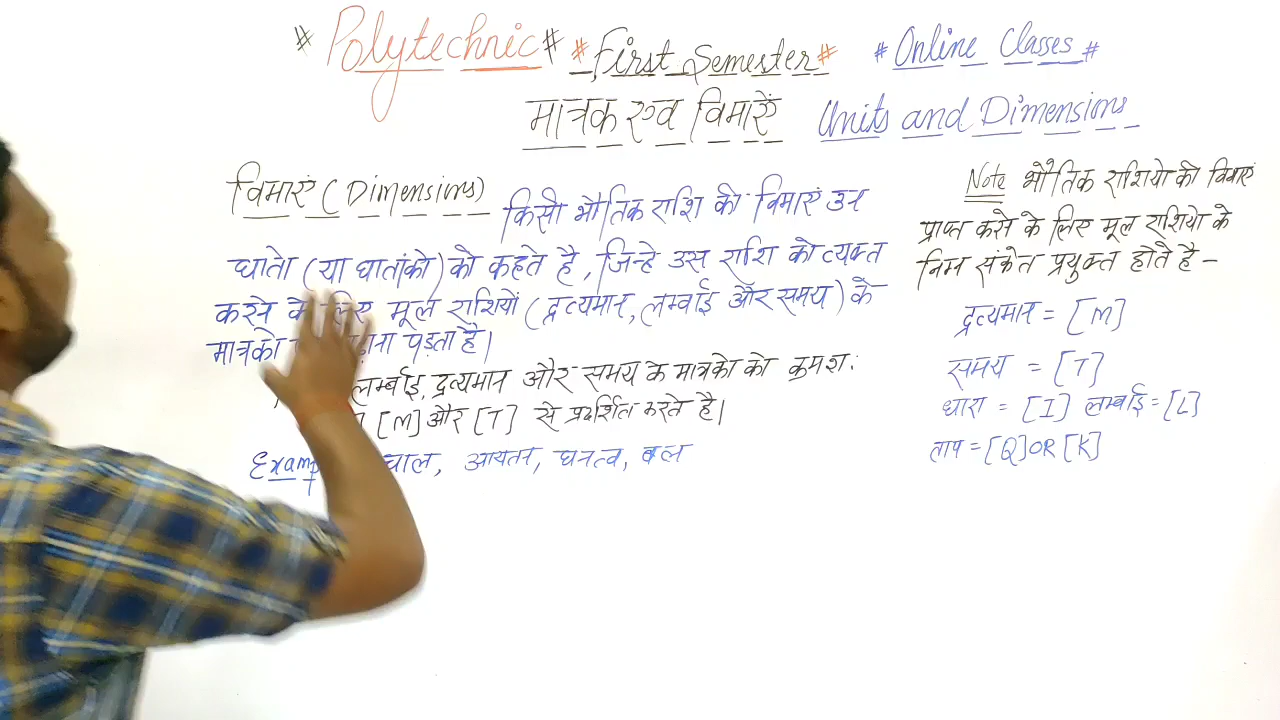 # Polytechnic # # First Semester # # Online Classes #
मात्रक एव विमाऐं Units and Dimensions
विमाएं (Dimensions) किसी भौतिक राशि की विमाएं उन
घातो (या घातांको) को कहते है, जिन्हे उस राशि को व्यक्त
करने के लिए मूल राशियों (द्रव्यमान, लम्बाई और समय) के
मात्रको पड़ता है।
लम्बाई, द्रव्यमान और समय के मात्रको को क्रमश:
[M] और [T] से प्रदर्शित करते है।
Examp चाल, आयतन, घनत्व, बल
Note भौतिक राशियो की विमाएं
प्राप्त करने के लिए मूल राशियो के
निम्न संकेत प्रयुक्त होते है -
द्रव्यमान = [M]
समय = [T]
धारा = [I] लम्बाई = [L]
ताप = [Q] OR [K]